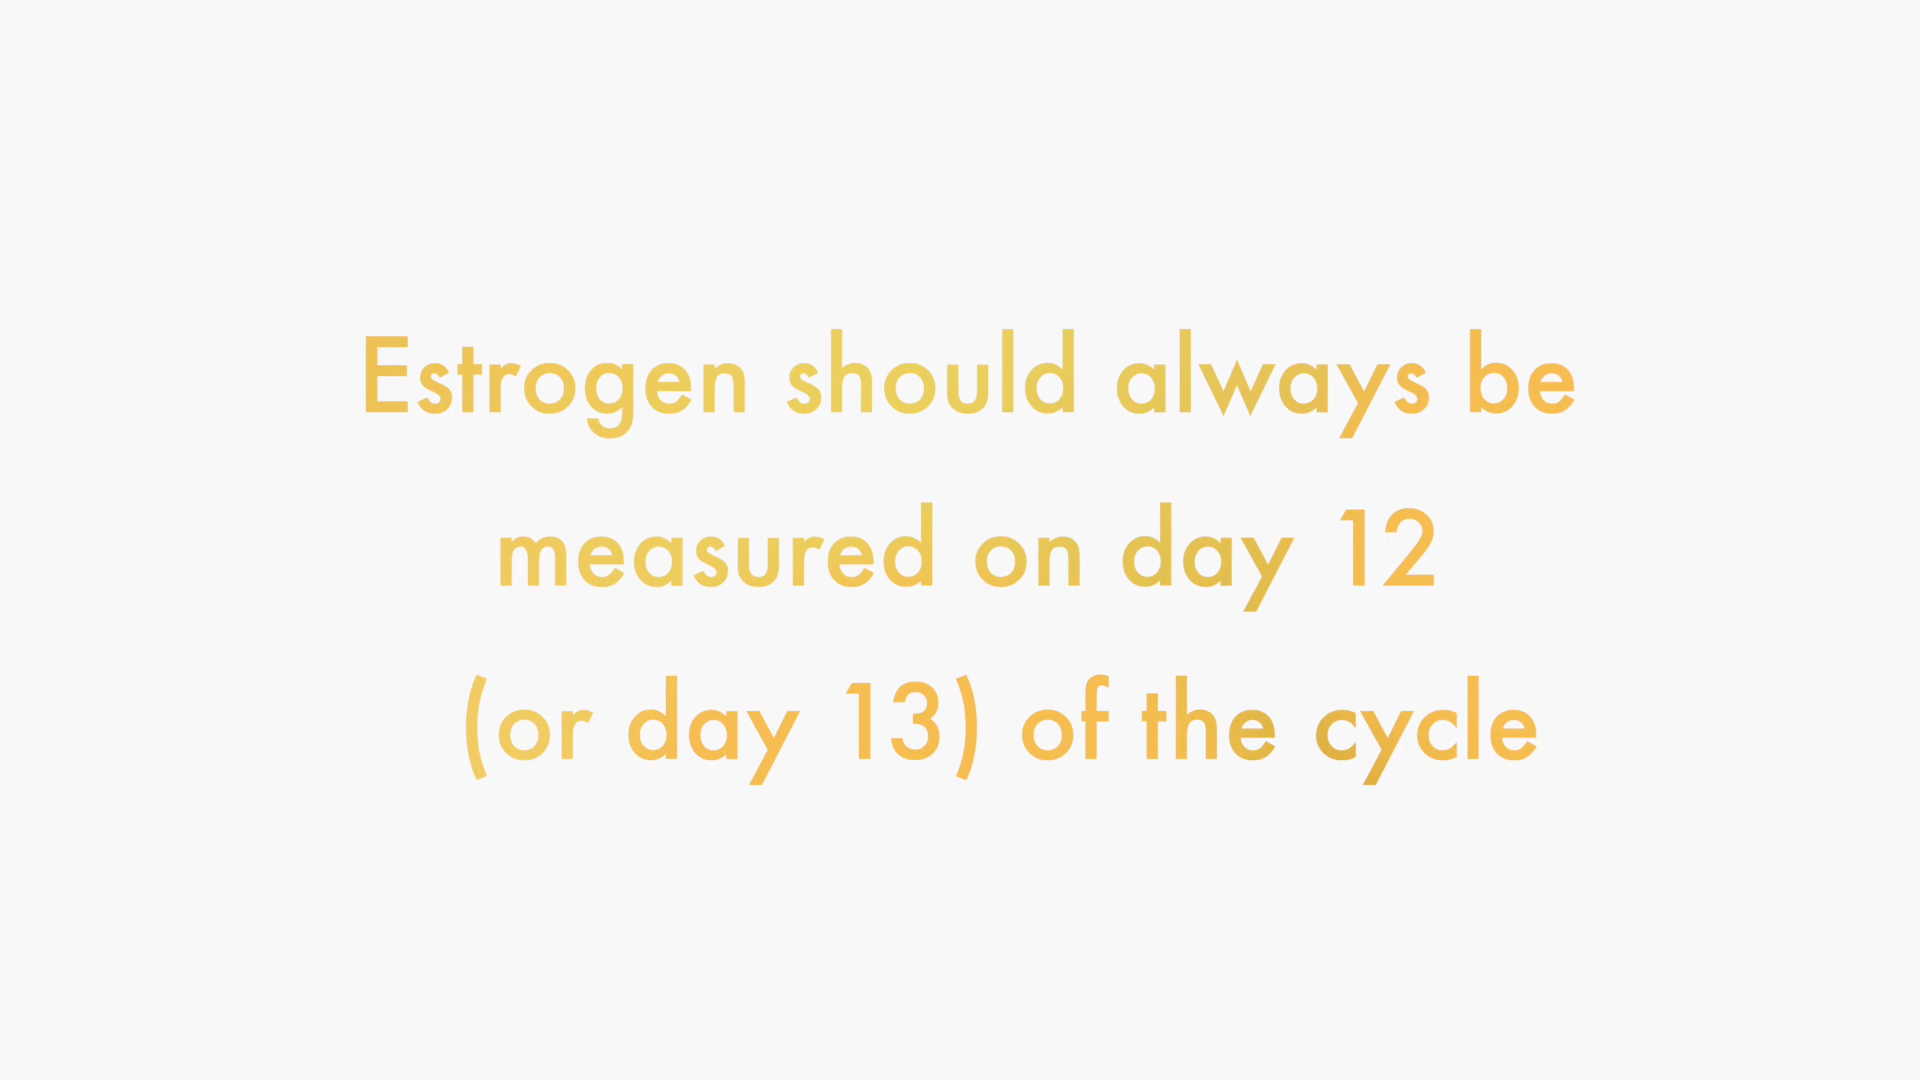 Estrogen should always be
measured on day 12
(or day 13) of the cycle